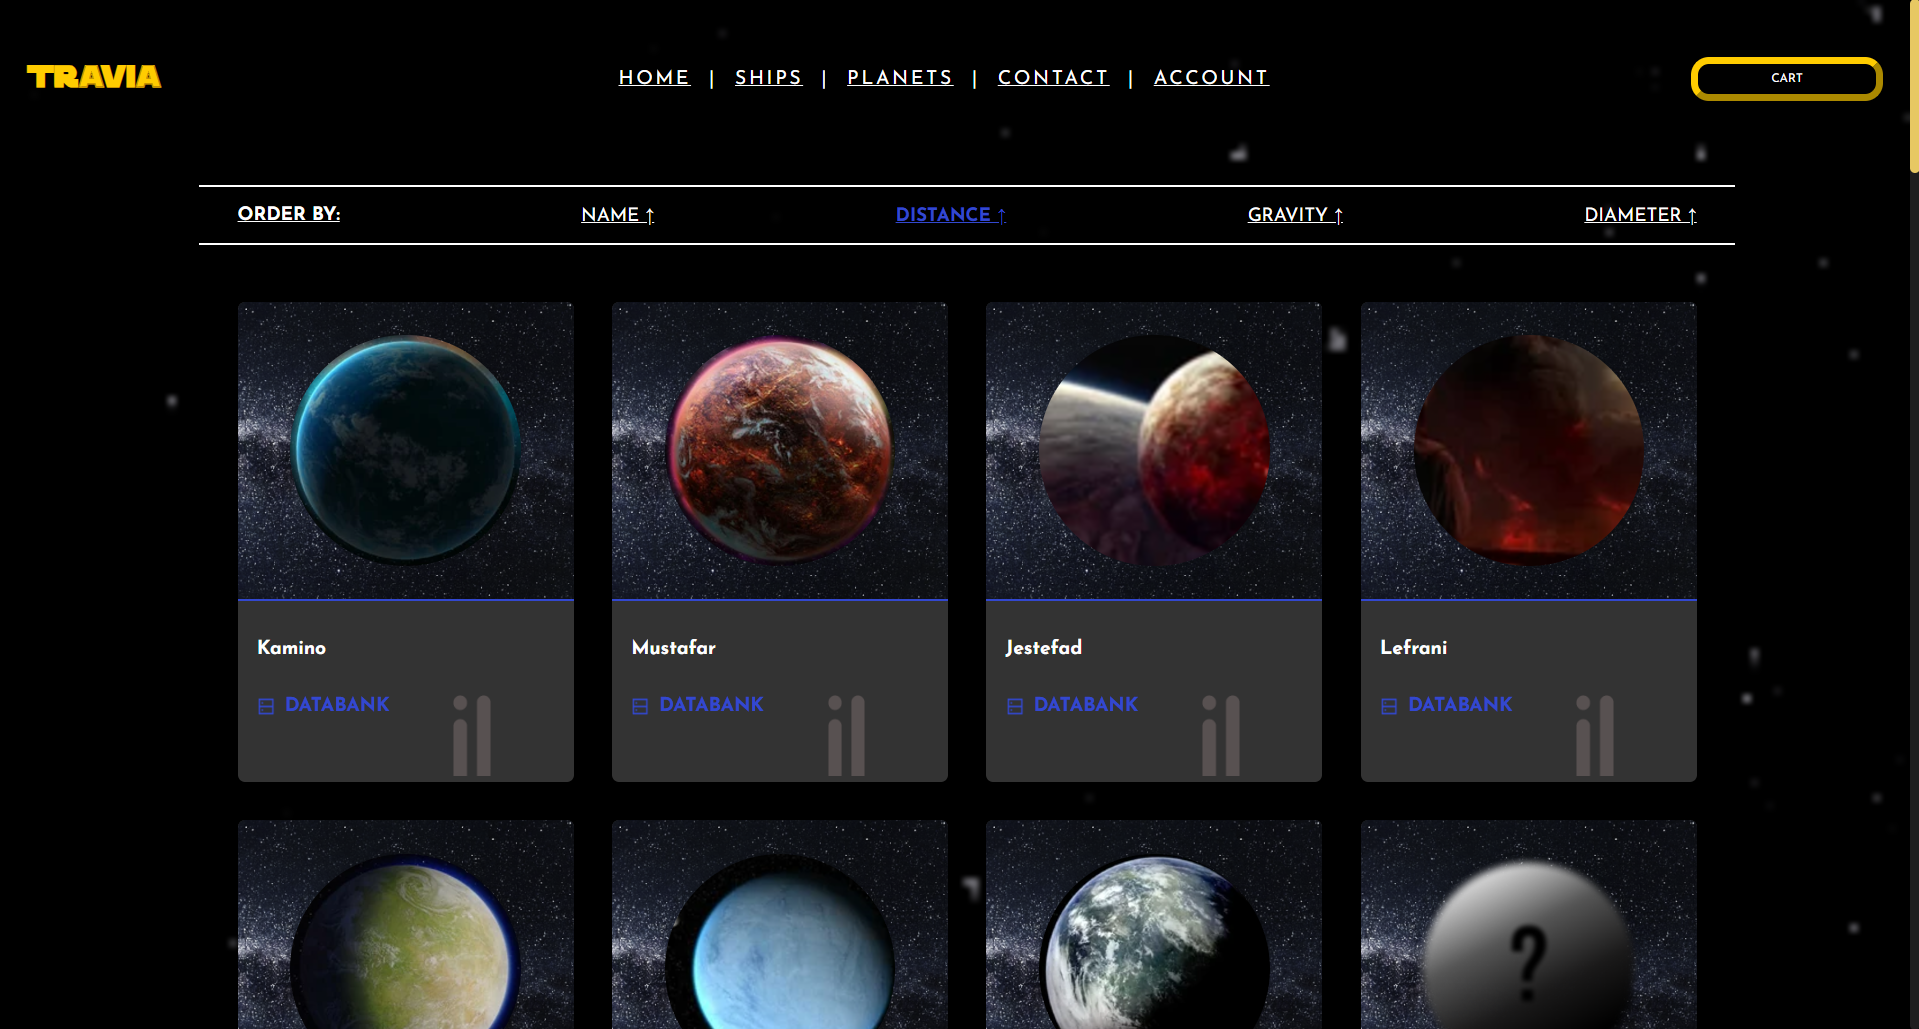 TRAVIA
HOME | SHIPS | PLANETS | CONTACT | ACCOUNT
CART
ORDER BY: NAME ↑ DISTANCE ↑ GRAVITY ↑ DIAMETER ↑
Kamino
DATABANK
Mustafar
DATABANK
Jestefad
DATABANK
Lefrani
DATABANK
?